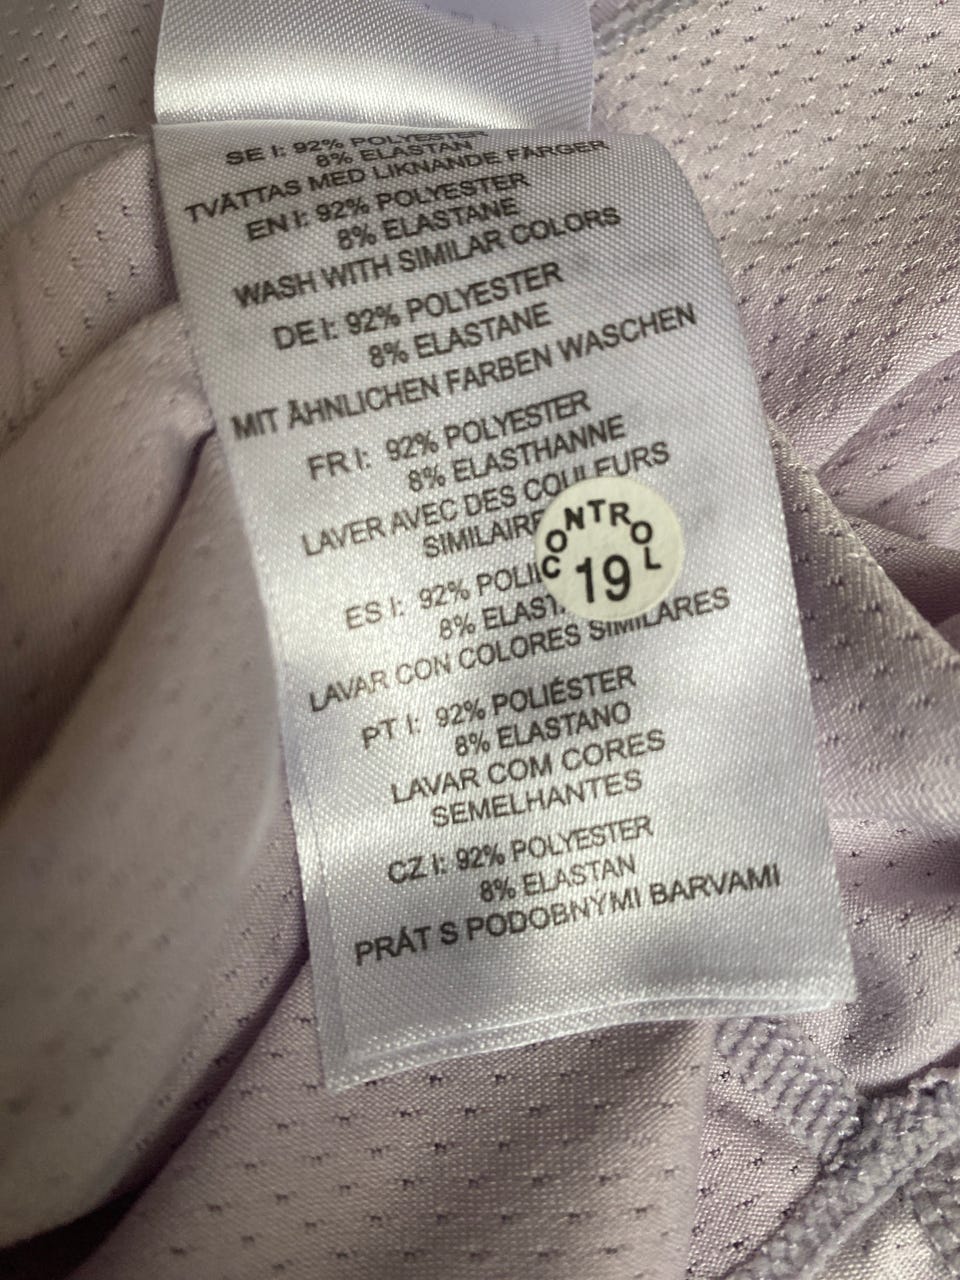 SE I: 92% POLYESTER
8% ELASTAN
TVÄTTAS MED LIKNANDE FÄRGER
EN I: 92% POLYESTER
8% ELASTANE
WASH WITH SIMILAR COLORS
DE I: 92% POLYESTER
8% ELASTANE
MIT ÄHNLICHEN FARBEN WASCHEN
FR I: 92% POLYESTER
8% ELASTHANNE
LAVER AVEC DES COULEURS
SIMILAIRE
ES I: 92%
8%
LAVAR CON COLORES SIMILARES
PT I: 92% POLIÉSTER
8% ELASTANO
LAVAR COM CORES
SEMELHANTES
CZ I: 92% POLYESTER
8% ELASTAN
PRÁT S PODOBNÝMI BARVAMI
CONTROL
19